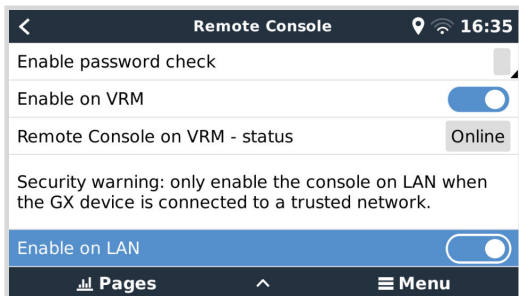 Remote Console
16:35
Enable password check
Enable on VRM
Remote Console on VRM - status
Online
Security warning: only enable the console on LAN when
the GX device is connected to a trusted network.
Enable on LAN
Pages
Menu